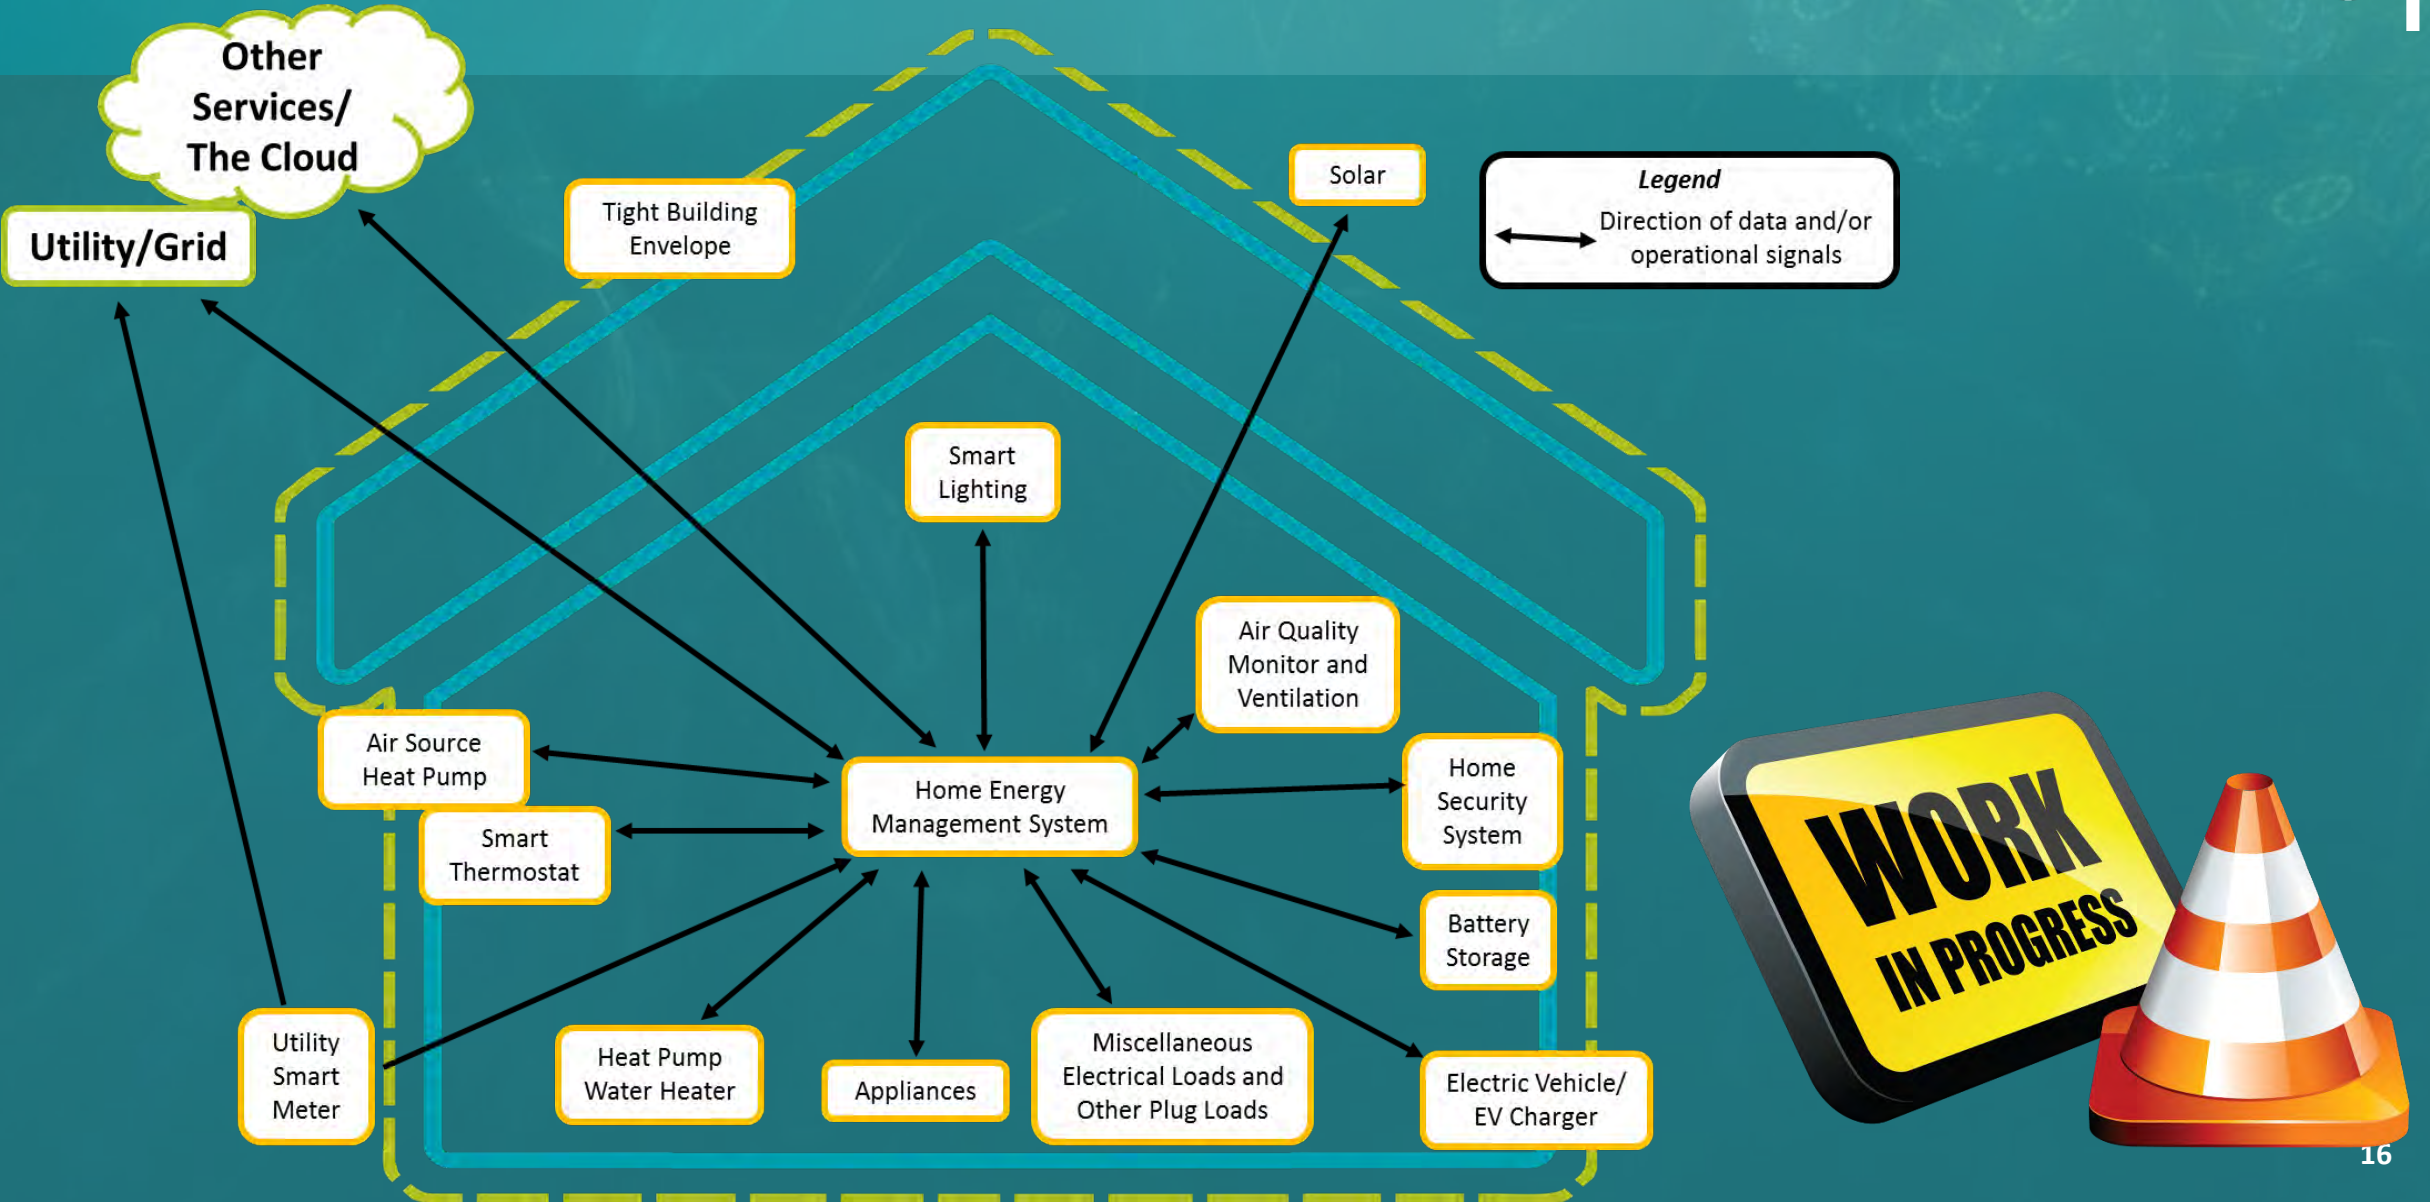 Other
Services/
The Cloud
Utility/Grid
Tight Building
Envelope
Solar
Legend
Direction of data and/or
operational signals
Smart
Lighting
Air Quality
Monitor and
Ventilation
Air Source
Heat Pump
Smart
Thermostat
Home Energy
Management System
Home
Security
System
Battery
Storage
Utility
Smart
Meter
Heat Pump
Water Heater
Appliances
Miscellaneous
Electrical Loads and
Other Plug Loads
Electric Vehicle/
EV Charger
WORK
IN PROGRESS
16